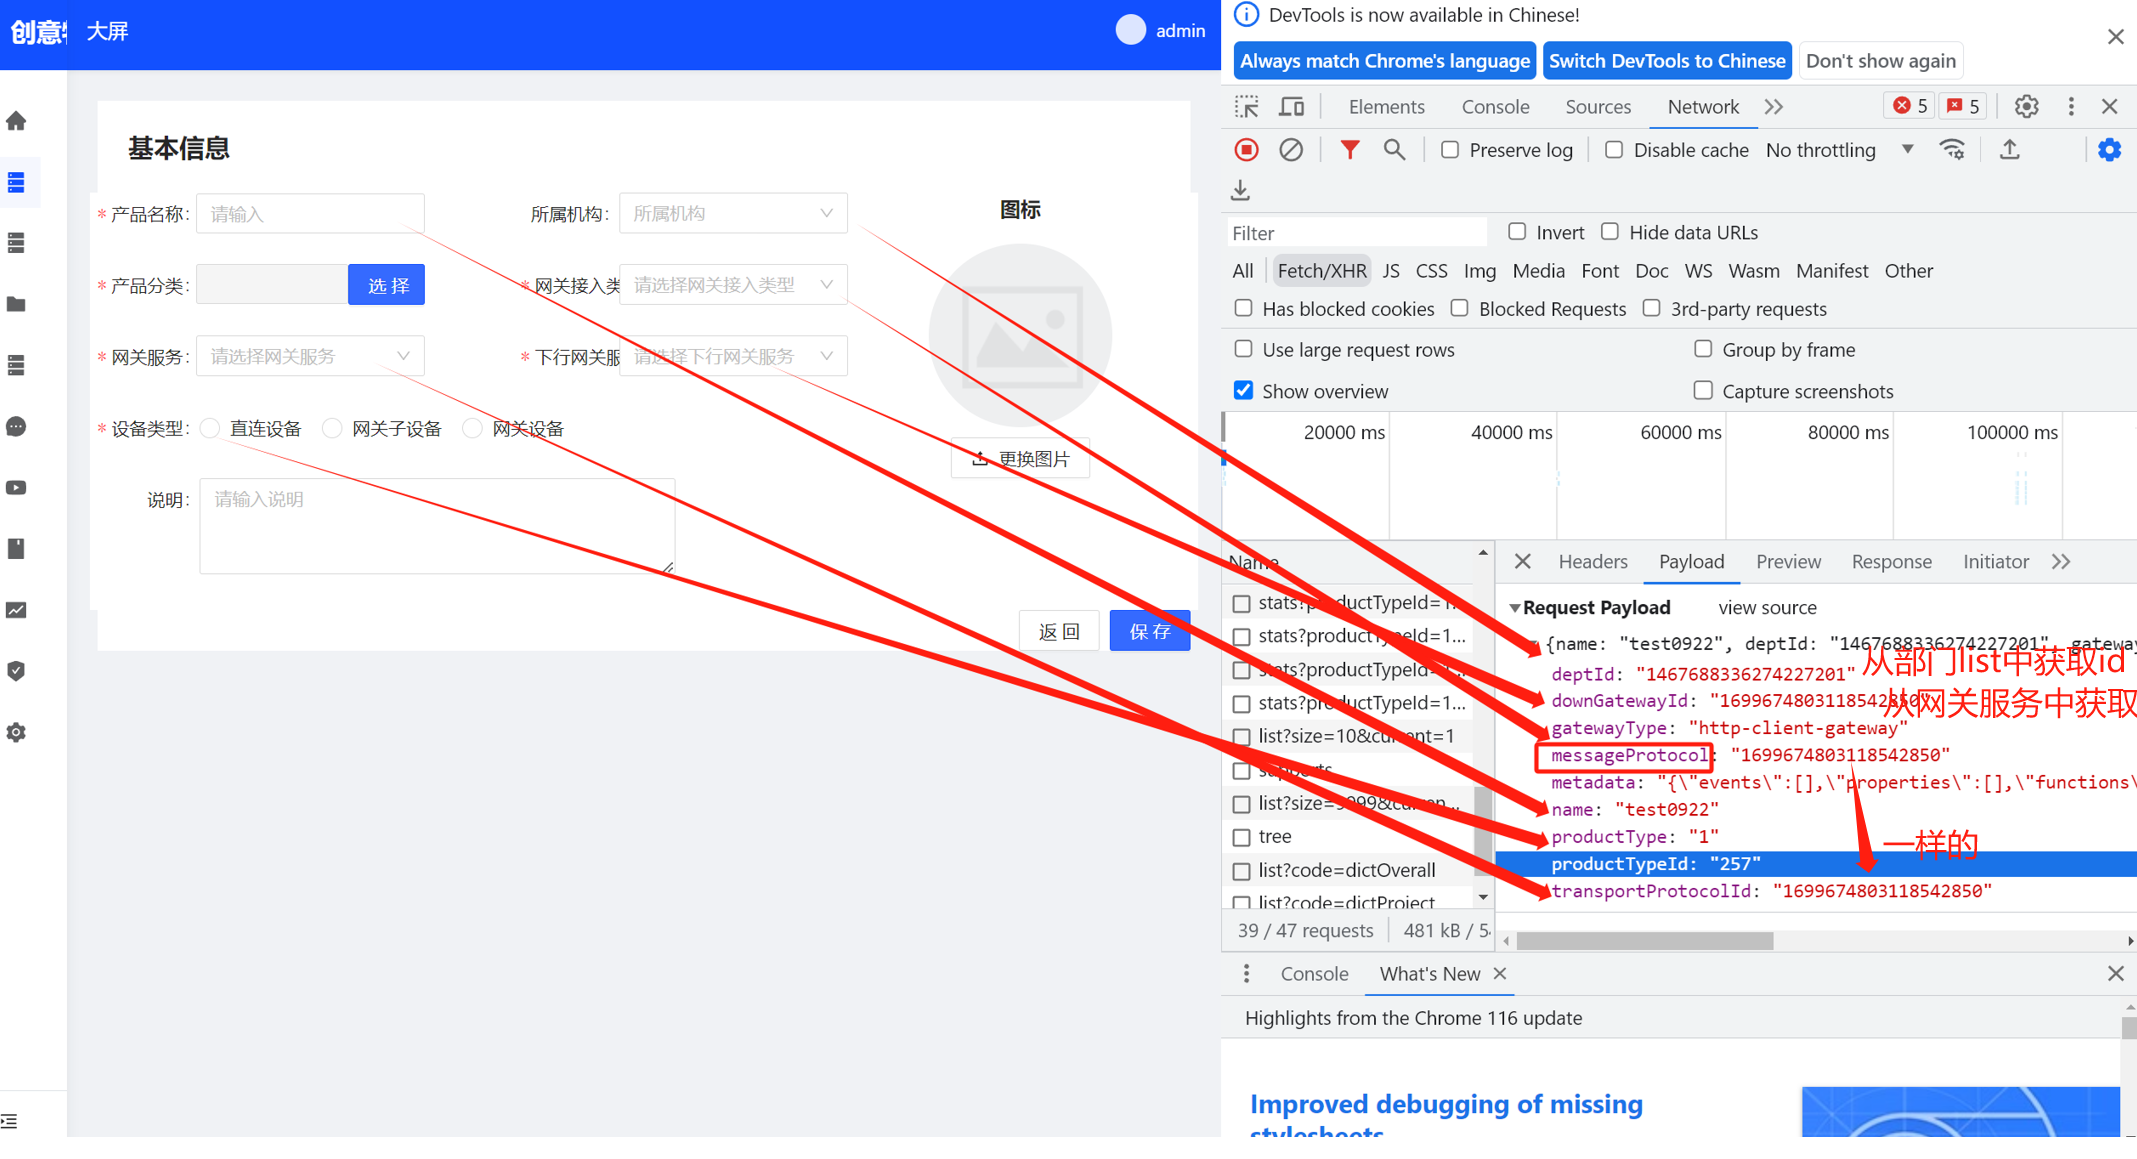 创意
大屏
admin
基本信息
* 产品名称:
请输入
所属机构:
所属机构
图标
* 产品分类:
选 择
* 网关接入类
请选择网关接入类型
* 网关服务:
请选择网关服务
* 下行网关服
请选择下行网关服务
* 设备类型:
直连设备
网关子设备
网关设备
更换图片
说明:
请输入说明
返 回
保 存
DevTools is now available in Chinese!
Always match Chrome's language
Switch DevTools to Chinese
Don't show again
Elements
Console
Sources
Network
5
5
Preserve log
Disable cache
No throttling
Filter
Invert
Hide data URLs
All
Fetch/XHR
JS
CSS
Img
Media
Font
Doc
WS
Wasm
Manifest
Other
Has blocked cookies
Blocked Requests
3rd-party requests
Use large request rows
Group by frame
Show overview
Capture screenshots
20000 ms
40000 ms
60000 ms
80000 ms
100000 ms
Name
stats?productTypeId=1...
stats?productTypeId=1...
stats?productTypeId=1...
stats?productTypeId=1...
list?size=10&current=1
supports
list?size=9999&curren...
tree
list?code=dictOverall
list?code=dictProject
39 / 47 requests
481 kB / 5
Headers
Payload
Preview
Response
Initiator
Request Payload
view source
{name: "test0922", deptId: "1467688336274227201", gateway
deptId: "1467688336274227201"
从部门list中获取id
downGatewayId: "1699674803118542850"
从网关服务中获取
gatewayType: "http-client-gateway"
messageProtocol: "1699674803118542850"
metadata: "{\"events\":[],\"properties\":[],\"functions\
name: "test0922"
productType: "1"
一样的
productTypeId: "257"
transportProtocolId: "1699674803118542850"
Console
What's New
Highlights from the Chrome 116 update
Improved debugging of missing
stylesheets